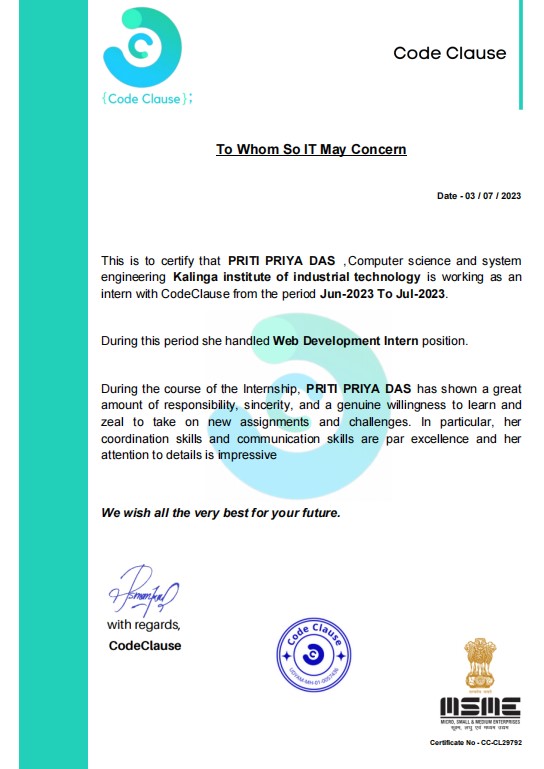 {Code Clause};
Code Clause
To Whom So IT May Concern
Date - 03 / 07 / 2023
This is to certify that PRITI PRIYA DAS ,Computer science and system
engineering Kalinga institute of industrial technology is working as an
intern with CodeClause from the period Jun-2023 To Jul-2023.
During this period she handled Web Development Intern position.
During the course of the Internship, PRITI PRIYA DAS has shown a great
amount of responsibility, sincerity, and a genuine willingness to learn and
zeal to take on new assignments and challenges. In particular, her
coordination skills and communication skills are par excellence and her
attention to details is impressive
We wish all the very best for your future.
with regards,
CodeClause
Code Clause
MSME
MICRO, SMALL & MEDIUM ENTERPRISES
सूक्ष्म, लघु एवं मध्यम उद्यम
Certificate No - CC-CL29792